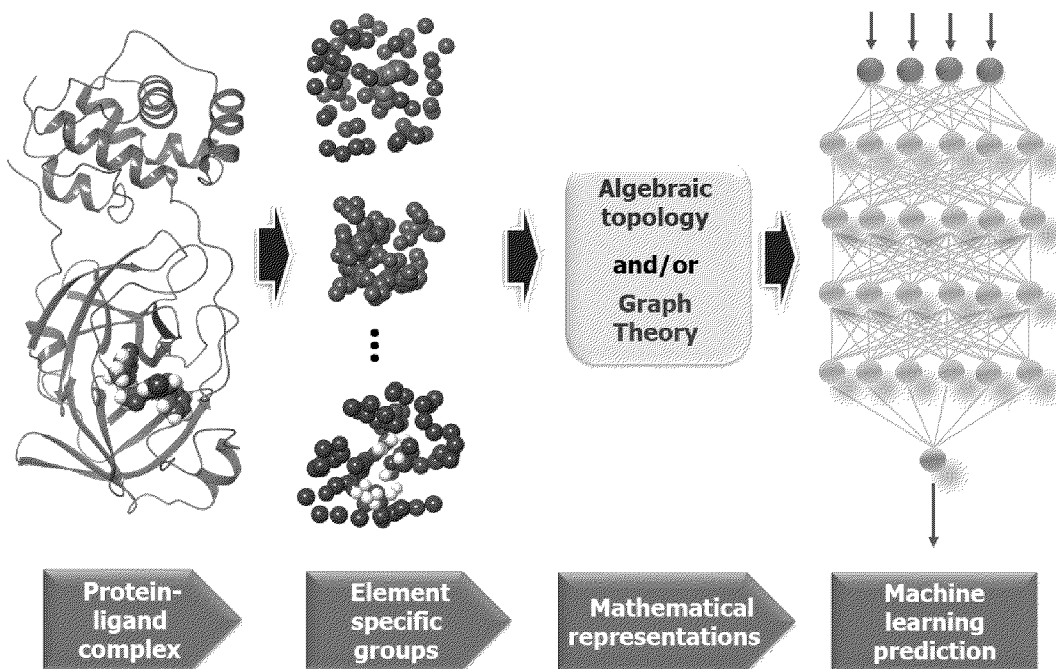 Algebraic
topology
and/or
Graph
Theory
Protein-
ligand
complex
Element
specific
groups
Mathematical
representations
Machine
learning
prediction